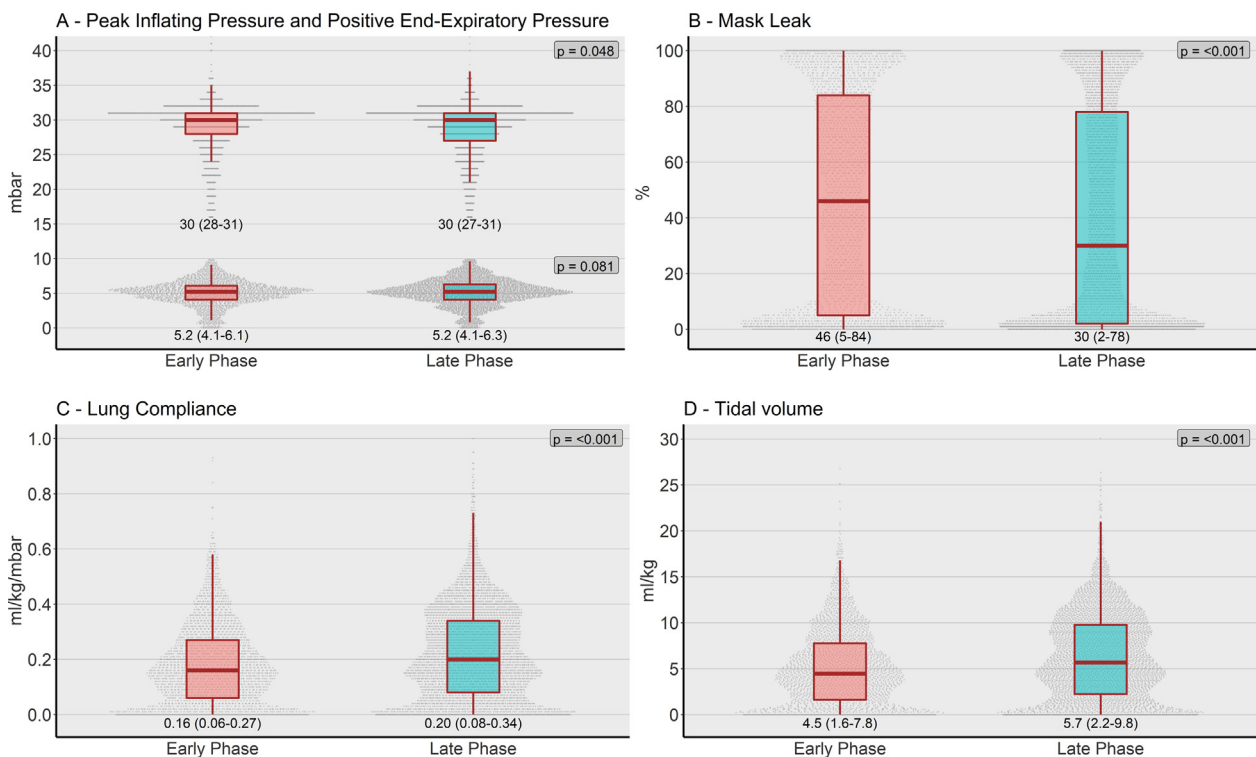 A - Peak Inflating Pressure and Positive End-Expiratory Pressure
p = 0.048
40
35
30
25
20
15
10
5
0
mbar
30 (28-31)
30 (27-31)
p = 0.081
5.2 (4.1-6.1)
5.2 (4.1-6.3)
Early Phase
Late Phase
B - Mask Leak
p = <0.001
100
80
60
40
20
0
%
46 (5-84)
30 (2-78)
Early Phase
Late Phase
C - Lung Compliance
p = <0.001
1.0
0.8
0.6
0.4
0.2
0.0
ml/kg/mbar
0.16 (0.06-0.27)
0.20 (0.08-0.34)
Early Phase
Late Phase
D - Tidal volume
p = <0.001
30
25
20
15
10
5
0
ml/kg
4.5 (1.6-7.8)
5.7 (2.2-9.8)
Early Phase
Late Phase